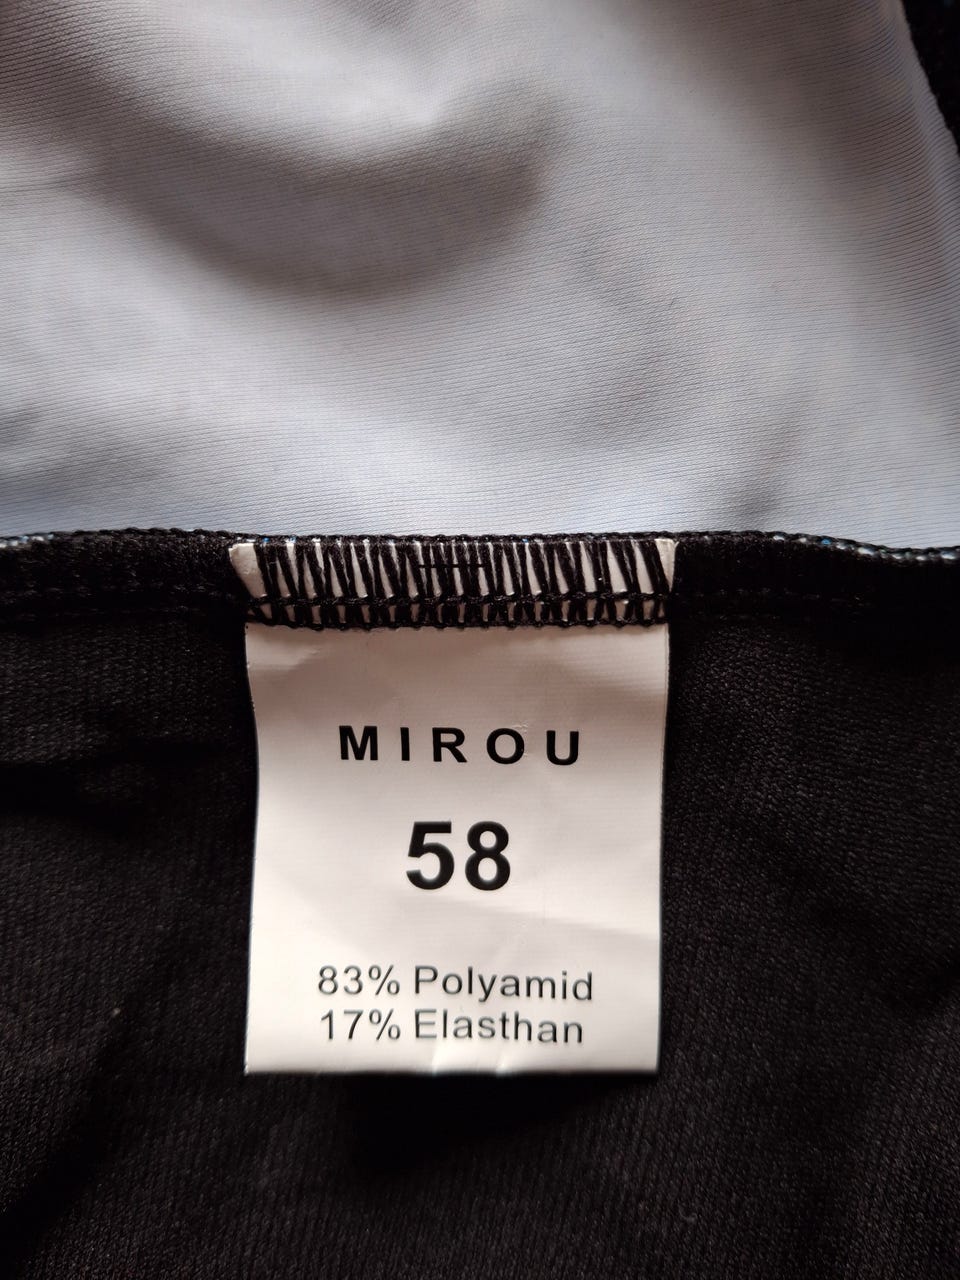 MIROU
58
83% Polyamid
17% Elasthan